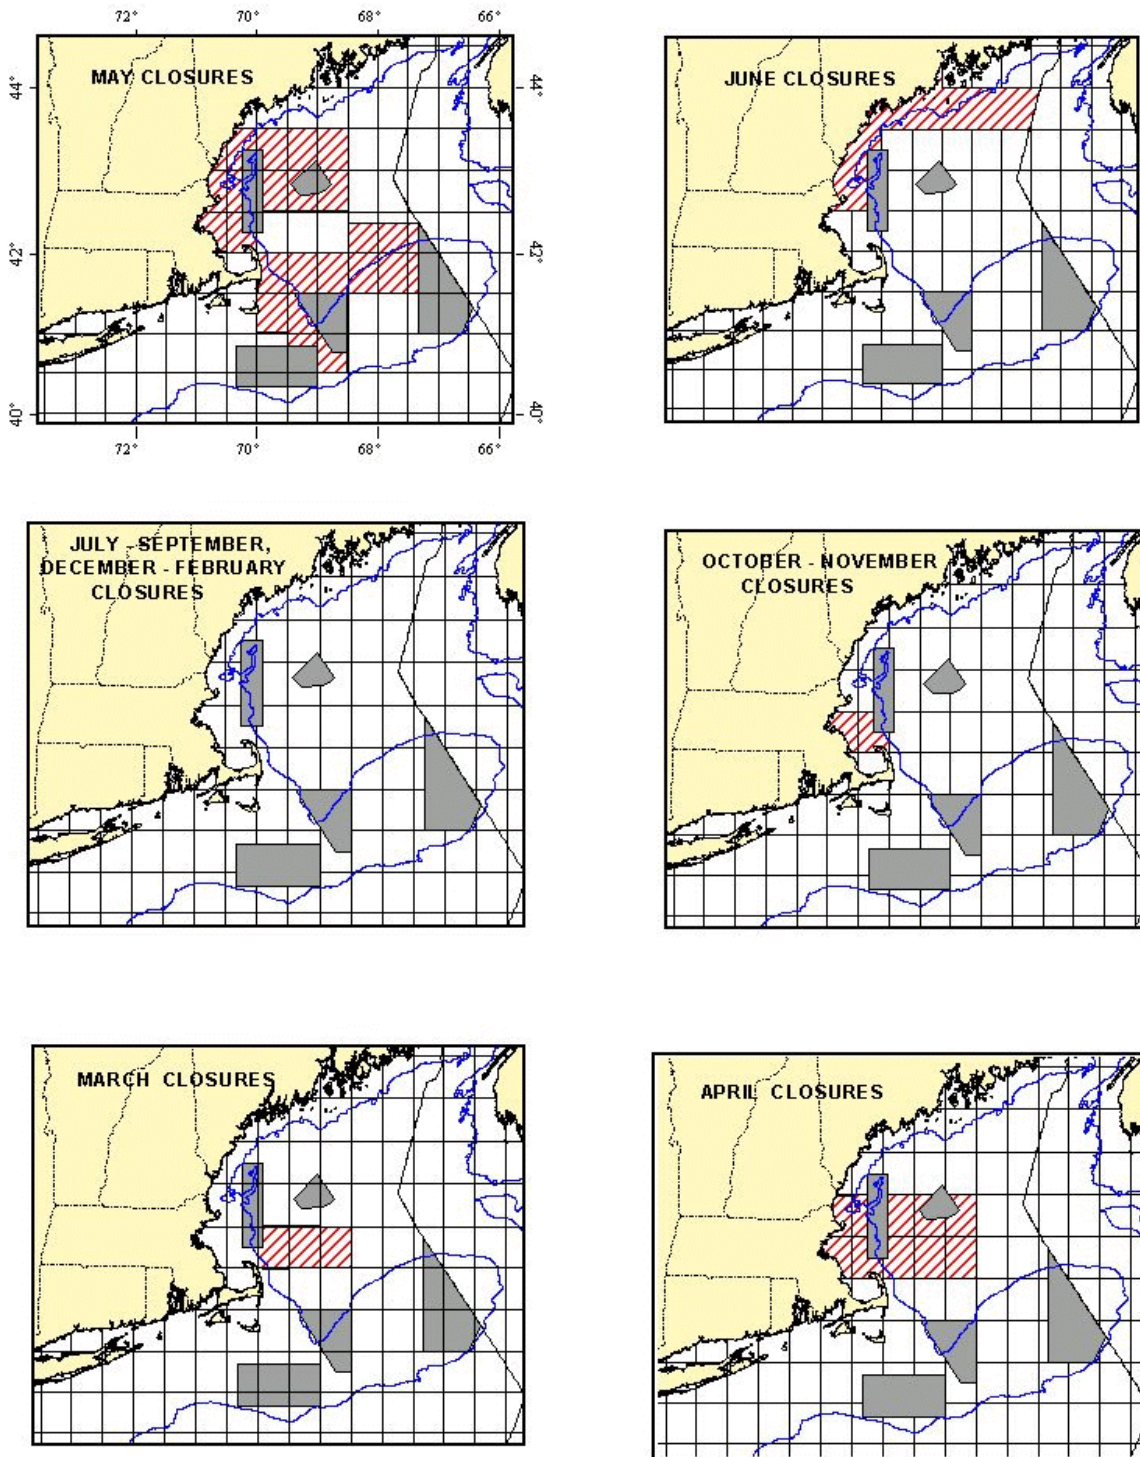 72° 70° 68° 66°
MAY CLOSURES
44° 44°
42° 42°
40° 40°
72° 70° 68° 66°
JUNE CLOSURES
JULY - SEPTEMBER,
DECEMBER - FEBRUARY
CLOSURES
OCTOBER - NOVEMBER
CLOSURES
MARCH CLOSURES
APRIL CLOSURES